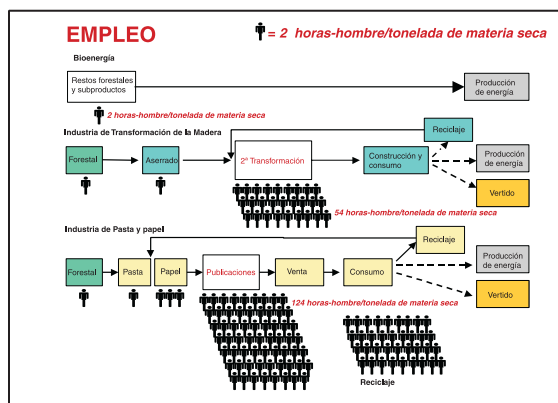 EMPLEO
= 2 horas-hombre/tonelada de materia seca
Bioenergía
Restos forestales
y subproductos
Producción
de energía
2 horas-hombre/tonelada de materia seca
Industria de Transformación de la Madera
Reciclaje
Forestal
Aserrado
2ª Transformación
Construcción y
consumo
Producción
de energía
Vertido
54 horas-hombre/tonelada de materia seca
Industria de Pasta y papel
Reciclaje
Forestal
Pasta
Papel
Publicaciones
Venta
Consumo
Producción
de energía
Vertido
124 horas-hombre/tonelada de materia seca
Reciclaje